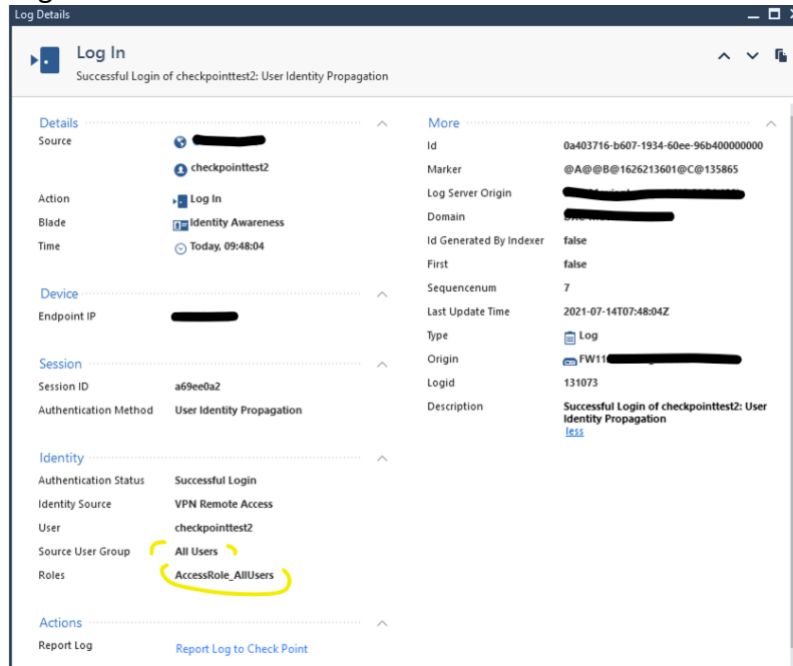 Log Details
Log In
Successful Login of checkpointtest2: User Identity Propagation
Details
Source
checkpointtest2
Action Log In
Blade Identity Awareness
Time Today, 09:48:04
Device
Endpoint IP
Session
Session ID a69ee0a2
Authentication Method User Identity Propagation
Identity
Authentication Status Successful Login
Identity Source VPN Remote Access
User checkpointtest2
Source User Group All Users
Roles AccessRole_AllUsers
Actions
Report Log Report Log to Check Point
More
Id 0a403716-b607-1934-60ee-96b400000000
Marker @A@@B@1626213601@C@135865
Log Server Origin
Domain
Id Generated By Indexer false
First false
Sequencenum 7
Last Update Time 2021-07-14T07:48:04Z
Type Log
Origin FW11
Logid 131073
Description Successful Login of checkpointtest2: User
Identity Propagation
less